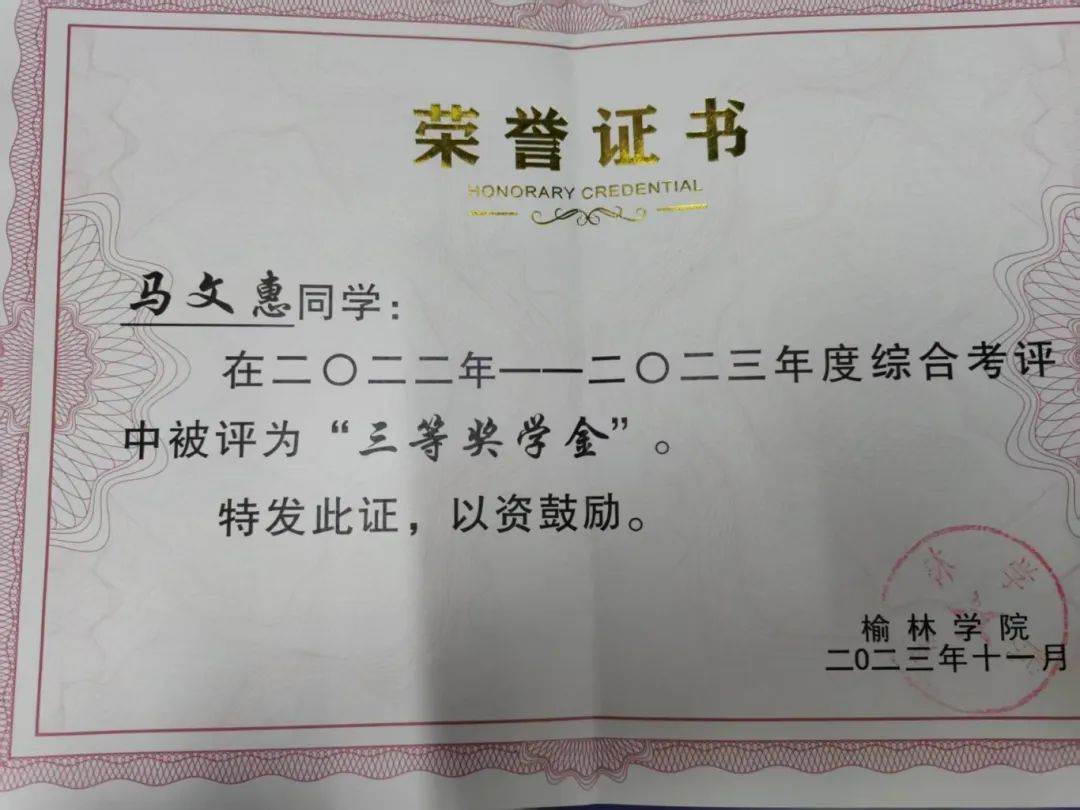 荣誉证书
HONORARY CREDENTIAL
马文惠同学：
在二〇二二年——二〇二三年度综合考评
中被评为“三等奖学金”。
特发此证，以资鼓励。
榆林学院
二0二三年十一月